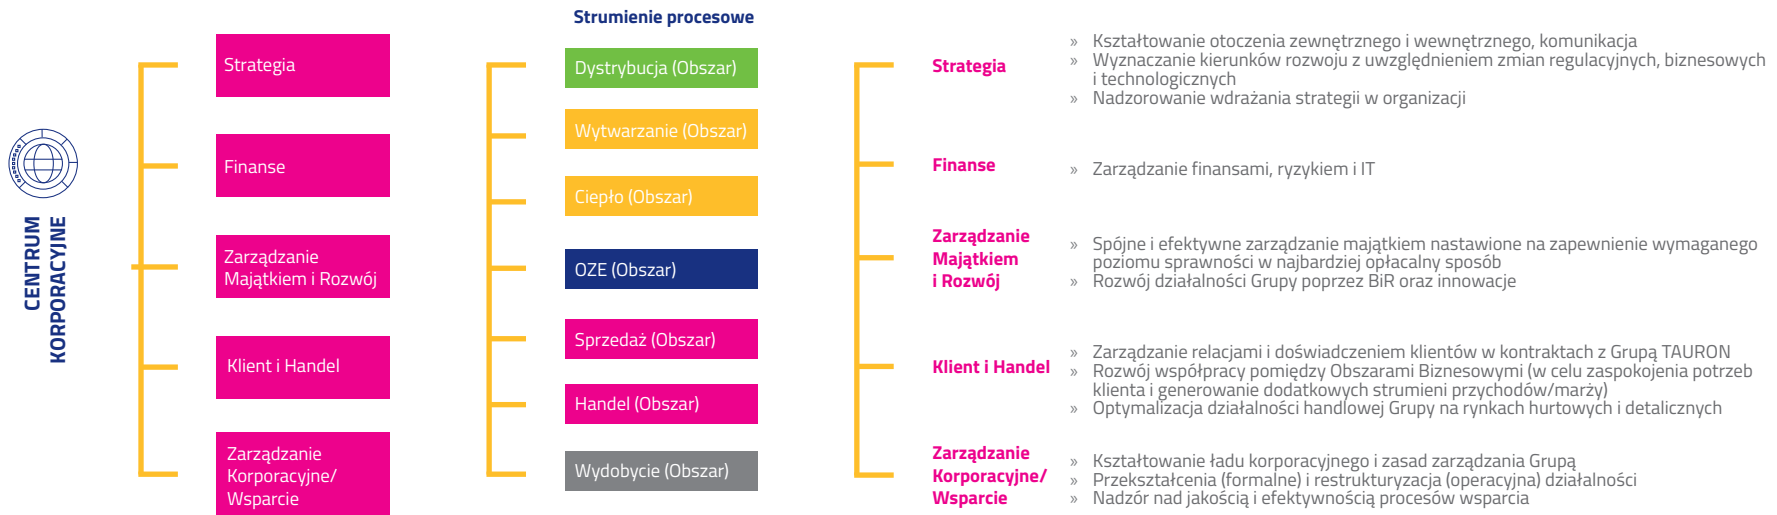 CENTRUM
KORPORACYJNE
Strategia
Finanse
Zarządzanie
Majątkiem i Rozwój
Klient i Handel
Zarządzanie
Korporacyjne/
Wsparcie
Strumienie procesowe
Dystrybucja (Obszar)
Wytwarzanie (Obszar)
Ciepło (Obszar)
OZE (Obszar)
Sprzedaż (Obszar)
Handel (Obszar)
Wydobycie (Obszar)
Strategia
» Kształtowanie otoczenia zewnętrznego i wewnętrznego, komunikacja
» Wyznaczanie kierunków rozwoju z uwzględnieniem zmian regulacyjnych, biznesowych
i technologicznych
» Nadzorowanie wdrażania strategii w organizacji
Finanse
» Zarządzanie finansami, ryzykiem i IT
Zarządzanie
Majątkiem
i Rozwój
» Spójne i efektywne zarządzanie majątkiem nastawione na zapewnienie wymaganego
poziomu sprawności w najbardziej opłacalny sposób
» Rozwój działalności Grupy poprzez BiR oraz innowacje
Klient i Handel
» Zarządzanie relacjami i doświadczeniem klientów w kontraktach z Grupą TAURON
» Rozwój współpracy pomiędzy Obszarami Biznesowymi (w celu zaspokojenia potrzeb
klienta i generowanie dodatkowych strumieni przychodów/marży)
» Optymalizacja działalności handlowej Grupy na rynkach hurtowych i detalicznych
Zarządzanie
Korporacyjne/
Wsparcie
» Kształtowanie ładu korporacyjnego i zasad zarządzania Grupą
» Przekształcenia (formalne) i restrukturyzacja (operacyjna) działalności
» Nadzór nad jakością i efektywnością procesów wsparcia